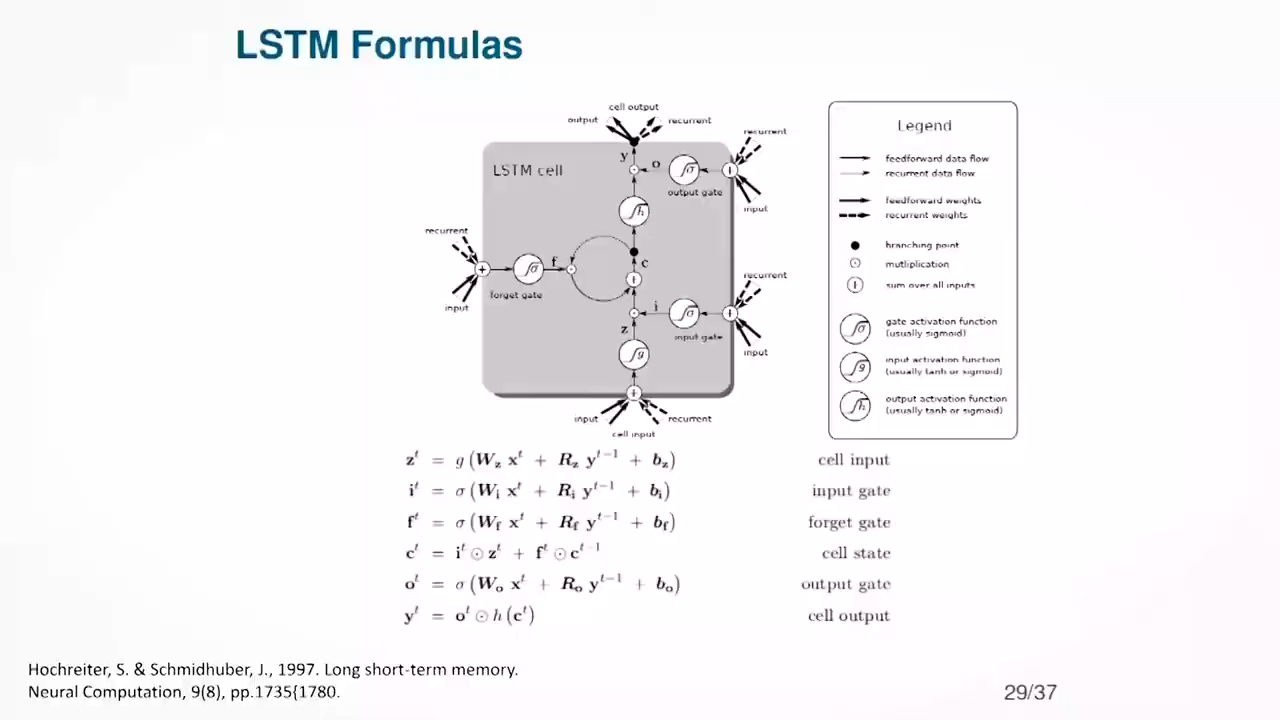 LSTM Formulas
cell output
output
recurrent
recurrent
y
o
LSTM cell
output gate
input
h
recurrent
f
c
forget gate
input
recurrent
i
z
input gate
input
g
input
recurrent
cell input
Legend
feedforward data flow
recurrent data flow
feedforward weights
recurrent weights
branching point
mutliplication
sum over all inputs
gate activation function
(usually sigmoid)
input activation function
(usually tanh or sigmoid)
output activation function
(usually tanh or sigmoid)
zᵗ = g(W_z xᵗ + R_z yᵗ⁻¹ + b_z) cell input
iᵗ = σ(W_i xᵗ + R_i yᵗ⁻¹ + b_i) input gate
fᵗ = σ(W_f xᵗ + R_f yᵗ⁻¹ + b_f) forget gate
cᵗ = iᵗ ⊙ zᵗ + fᵗ ⊙ cᵗ⁻¹ cell state
oᵗ = σ(W_o xᵗ + R_o yᵗ⁻¹ + b_o) output gate
yᵗ = oᵗ ⊙ h(cᵗ) cell output
Hochreiter, S. & Schmidhuber, J., 1997. Long short-term memory.
Neural Computation, 9(8), pp.1735{1780.
29/37